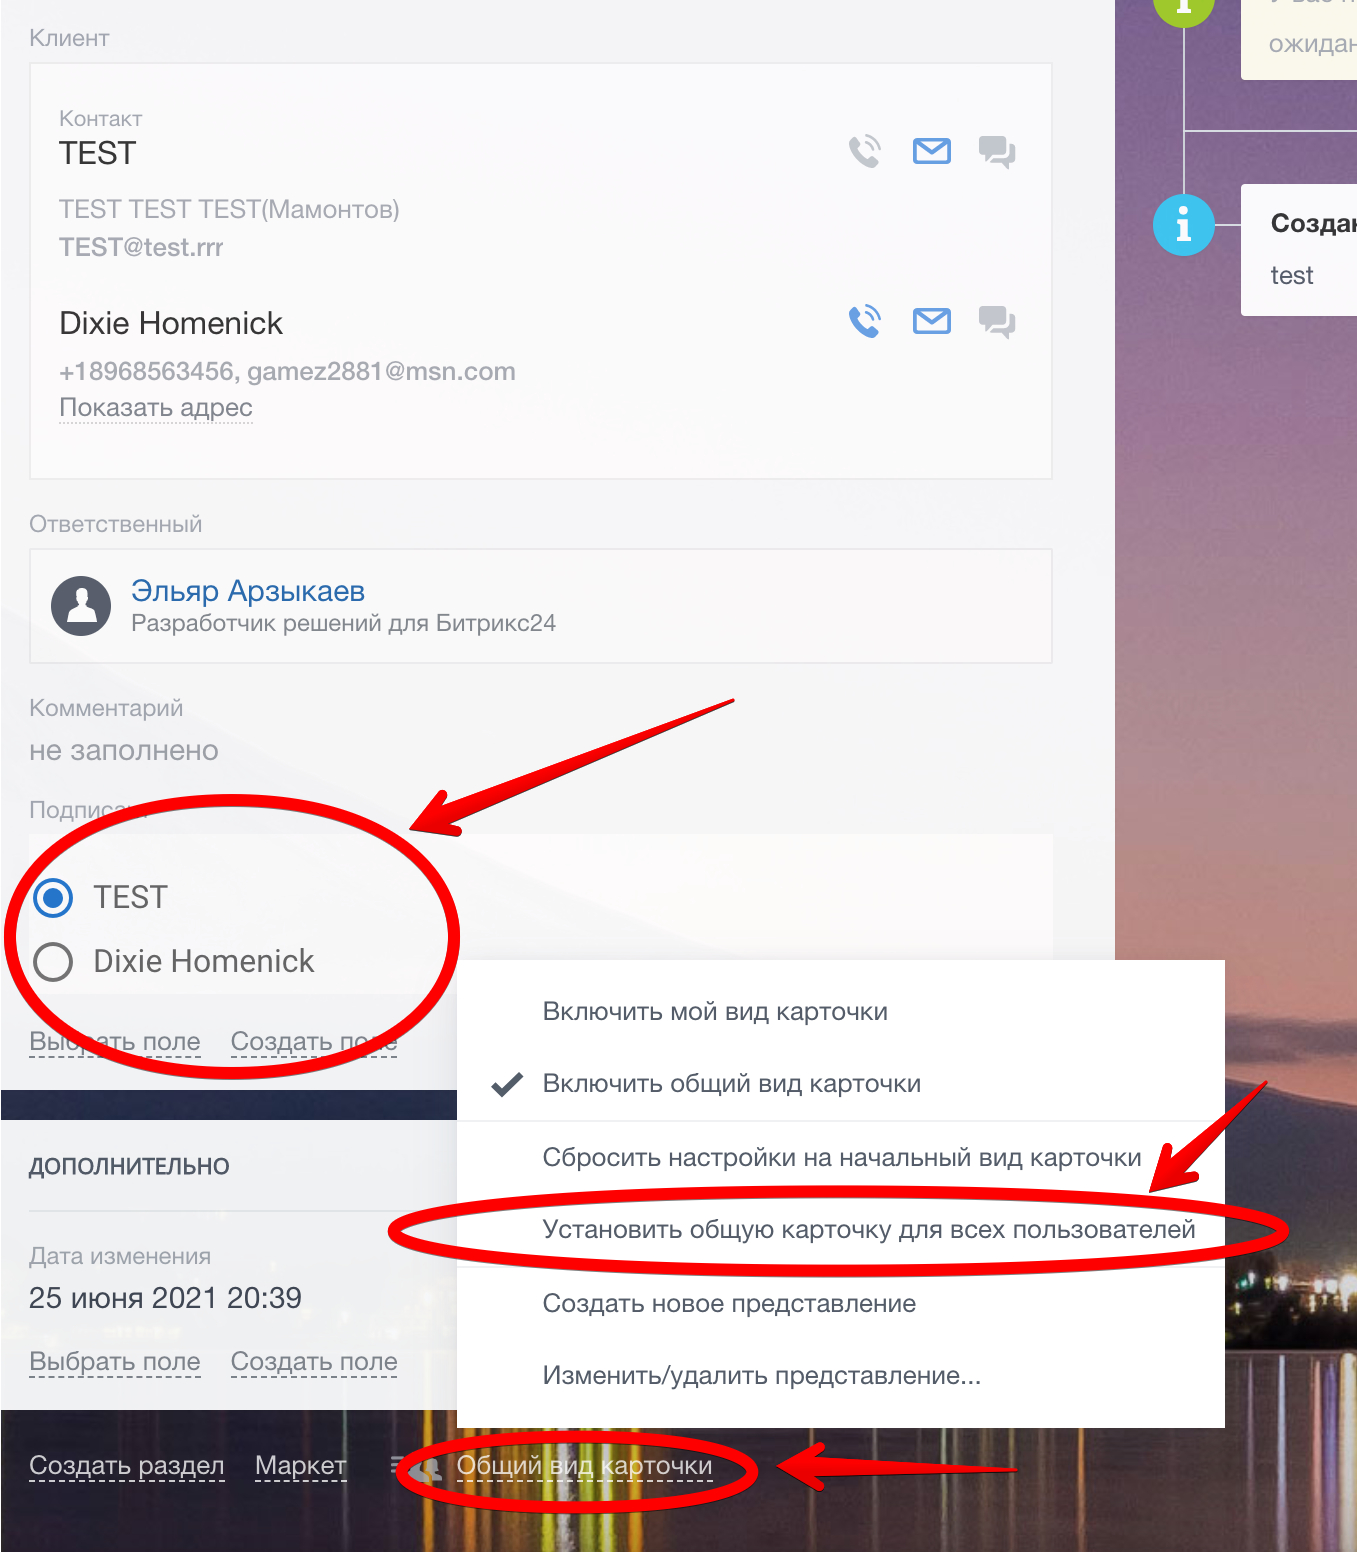 Клиент
Контакт
TEST
TEST TEST TEST(Мамонтов)
TEST@test.rrr
Dixie Homenick
+18968563456, gamez2881@msn.com
Показать адрес
Ответственный
Эльяр Арзыкаев
Разработчик решений для Битрикс24
Комментарий
не заполнено
TEST
Dixie Homenick
Выбрать поле Создать поле
ДОПОЛНИТЕЛЬНО
Дата изменения
25 июня 2021 20:39
Выбрать поле Создать поле
Создать раздел Маркет Общий вид карточки
Включить мой вид карточки
Включить общий вид карточки
Сбросить настройки на начальный вид карточки
Установить общую карточку для всех пользователей
Создать новое представление
Изменить/удалить представление...
test